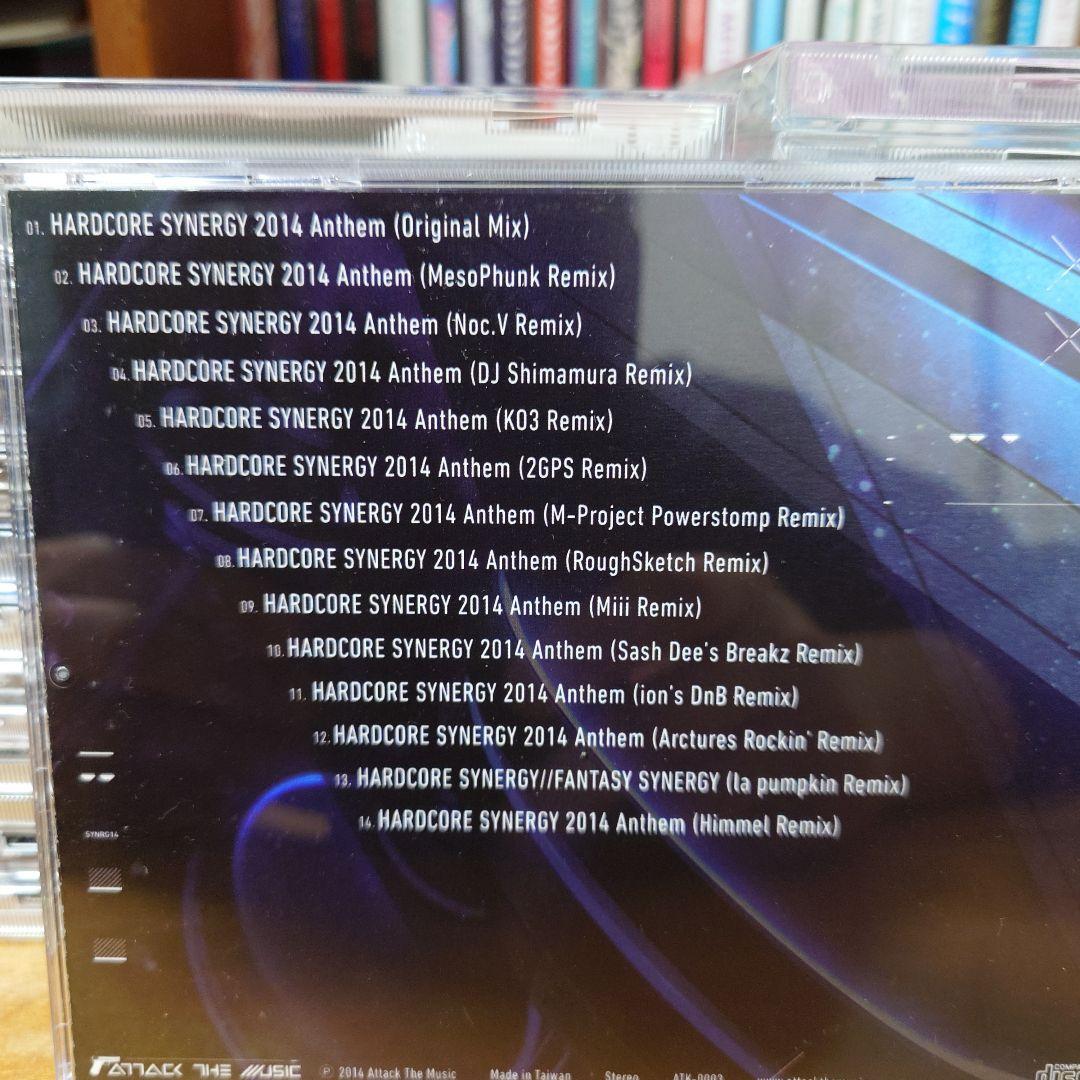 01. HARDCORE SYNERGY 2014 Anthem (Original Mix)
02. HARDCORE SYNERGY 2014 Anthem (MesoPhunk Remix)
03. HARDCORE SYNERGY 2014 Anthem (Noc.V Remix)
04. HARDCORE SYNERGY 2014 Anthem (DJ Shimamura Remix)
05. HARDCORE SYNERGY 2014 Anthem (KO3 Remix)
06. HARDCORE SYNERGY 2014 Anthem (2GPS Remix)
07. HARDCORE SYNERGY 2014 Anthem (M-Project Powerstomp Remix)
08. HARDCORE SYNERGY 2014 Anthem (RoughSketch Remix)
09. HARDCORE SYNERGY 2014 Anthem (Miii Remix)
10. HARDCORE SYNERGY 2014 Anthem (Sash Dee's Breakz Remix)
11. HARDCORE SYNERGY 2014 Anthem (ion's DnB Remix)
12. HARDCORE SYNERGY 2014 Anthem (Arctures Rockin' Remix)
13. HARDCORE SYNERGY//FANTASY SYNERGY (la pumpkin Remix)
14. HARDCORE SYNERGY 2014 Anthem (Himmel Remix)
SYNRG14
ATTACK THE MUSIC ℗ 2014 Attack The Music Made in Taiwan Stereo ATK-0003